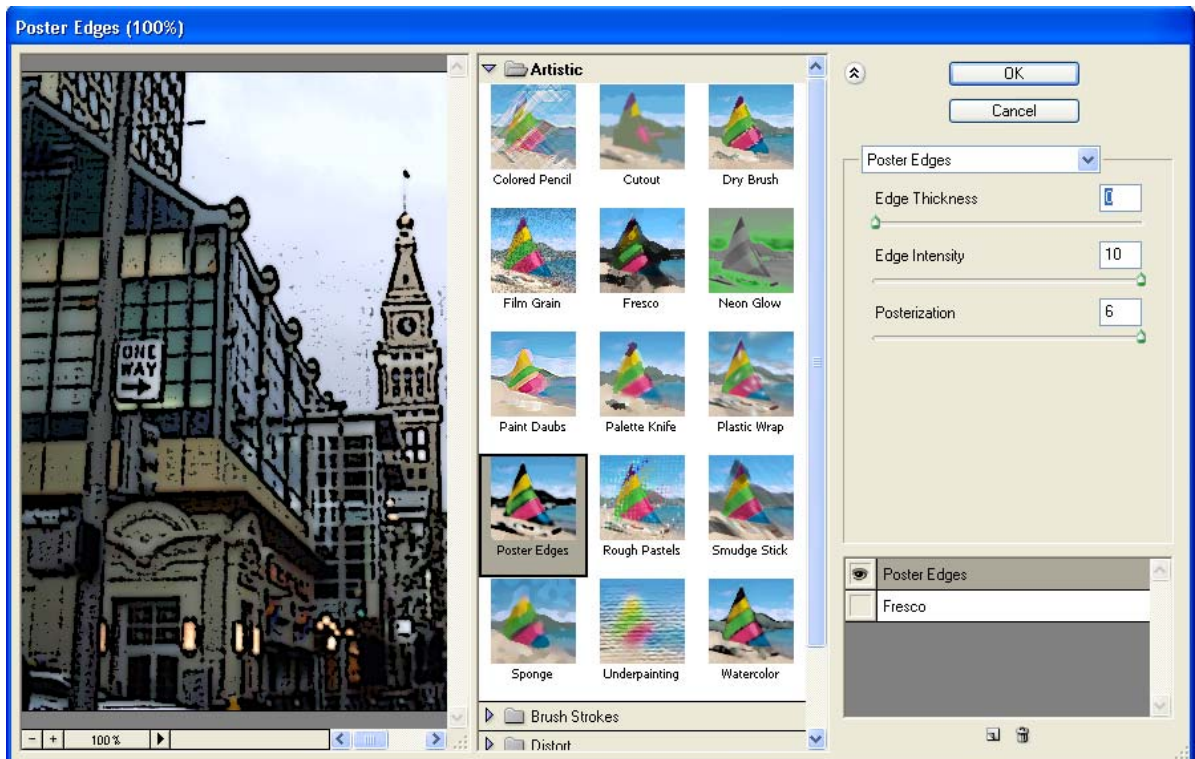 Poster Edges (100%)
ONE
WAY
- + 100%
Artistic
Colored Pencil
Cutout
Dry Brush
Film Grain
Fresco
Neon Glow
Paint Daubs
Palette Knife
Plastic Wrap
Poster Edges
Rough Pastels
Smudge Stick
Sponge
Underpainting
Watercolor
Brush Strokes
Distort
OK
Cancel
Poster Edges
Edge Thickness 0
Edge Intensity 10
Posterization 6
Poster Edges
Fresco